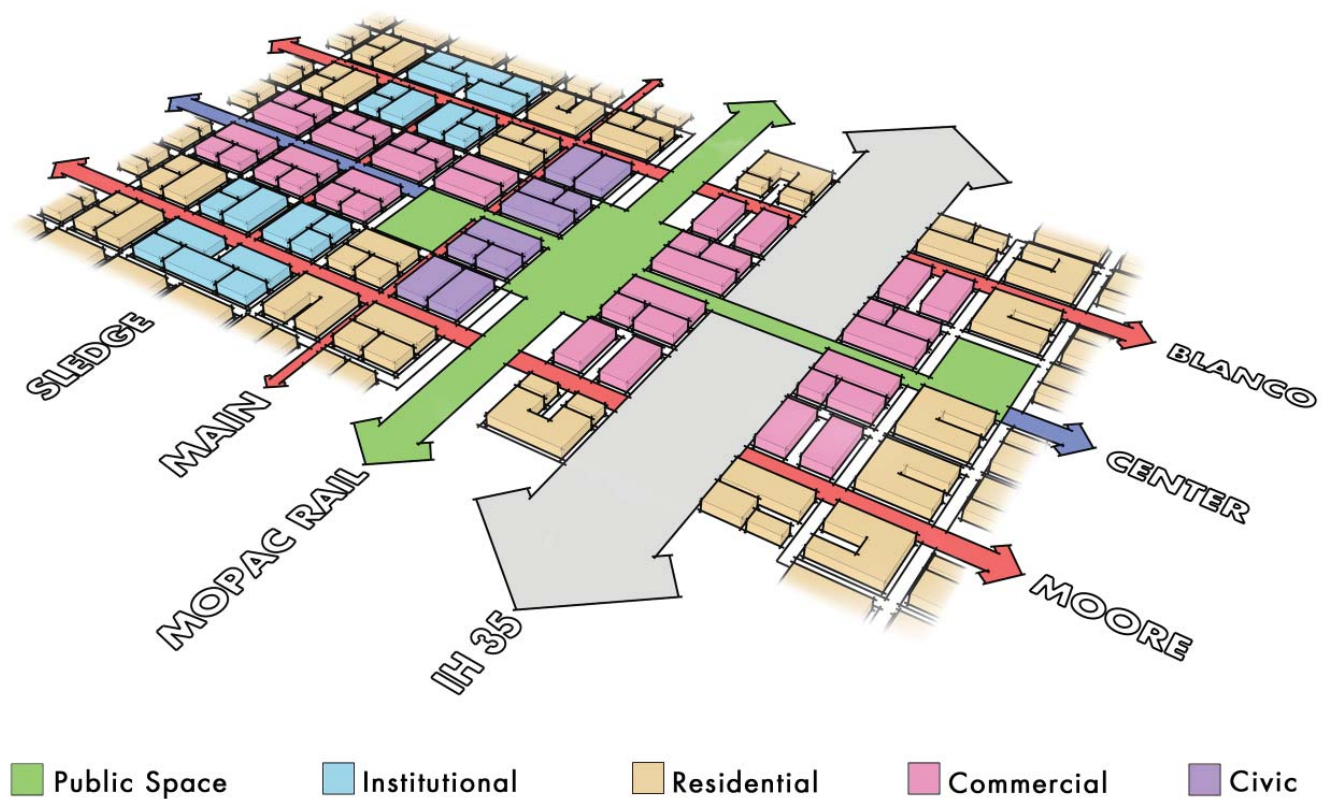 SLEDGE
MAIN
MOPAC RAIL
IH 35
BLANCO
CENTER
MOORE
Public Space
Institutional
Residential
Commercial
Civic